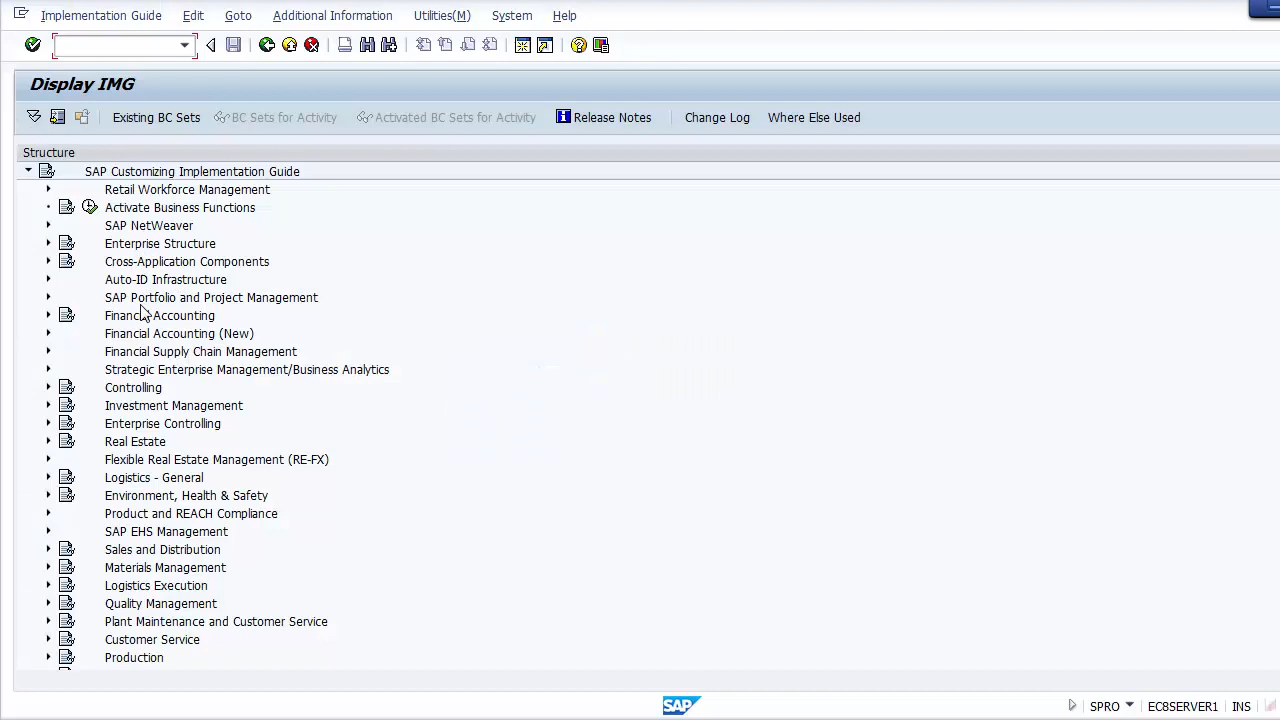 Implementation Guide Edit Goto Additional Information Utilities(M) System Help
Display IMG
Existing BC Sets BC Sets for Activity Activated BC Sets for Activity Release Notes Change Log Where Else Used
Structure
SAP Customizing Implementation Guide
Retail Workforce Management
Activate Business Functions
SAP NetWeaver
Enterprise Structure
Cross-Application Components
Auto-ID Infrastructure
SAP Portfolio and Project Management
Financial Accounting
Financial Accounting (New)
Financial Supply Chain Management
Strategic Enterprise Management/Business Analytics
Controlling
Investment Management
Enterprise Controlling
Real Estate
Flexible Real Estate Management (RE-FX)
Logistics - General
Environment, Health & Safety
Product and REACH Compliance
SAP EHS Management
Sales and Distribution
Materials Management
Logistics Execution
Quality Management
Plant Maintenance and Customer Service
Customer Service
Production
SAP SPRO EC8SERVER1 INS